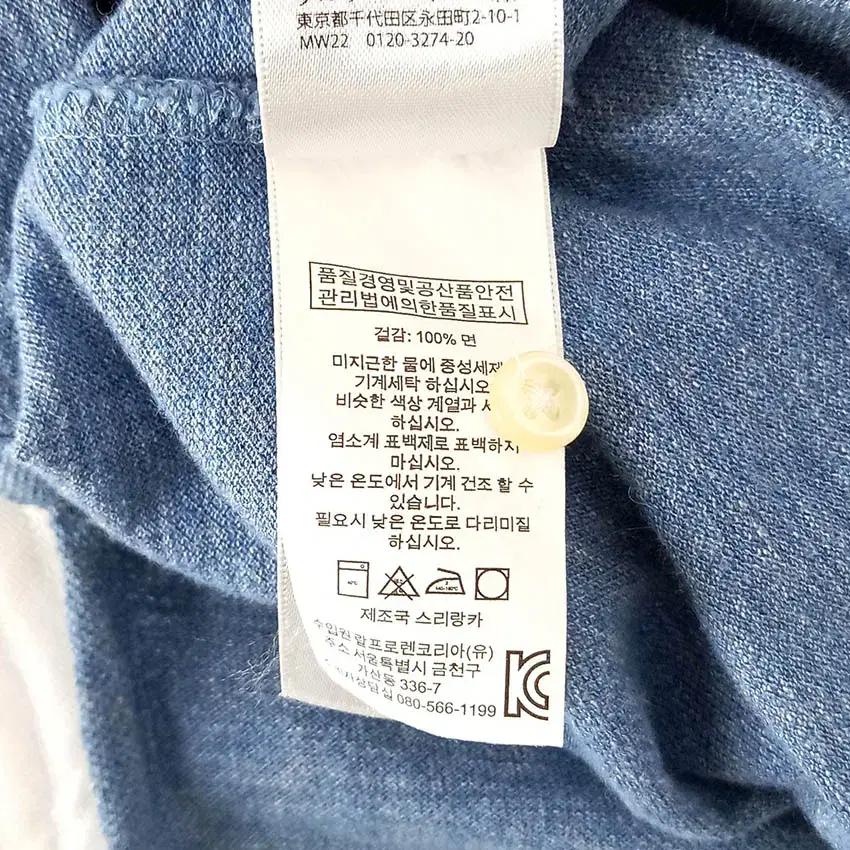 東京都千代田区永田町2-10-1
MW22 0120-3274-20
품질경영및공산품안전
관리법에의한품질표시
겉감: 100% 면
미지근한 물에
기계세탁 하십시오
비슷한 색상 계열과
하십시오.
염소계 표백제로 표백하지
마십시오.
낮은 온도에서 기계 건조 할 수
있습니다.
필요시 낮은 온도로 다리미질
하십시오.
제조국 스리랑카
수입원 랄프로렌코리아(유)
주소 서울특별시 금천구
가산동 336-7
080-566-1199